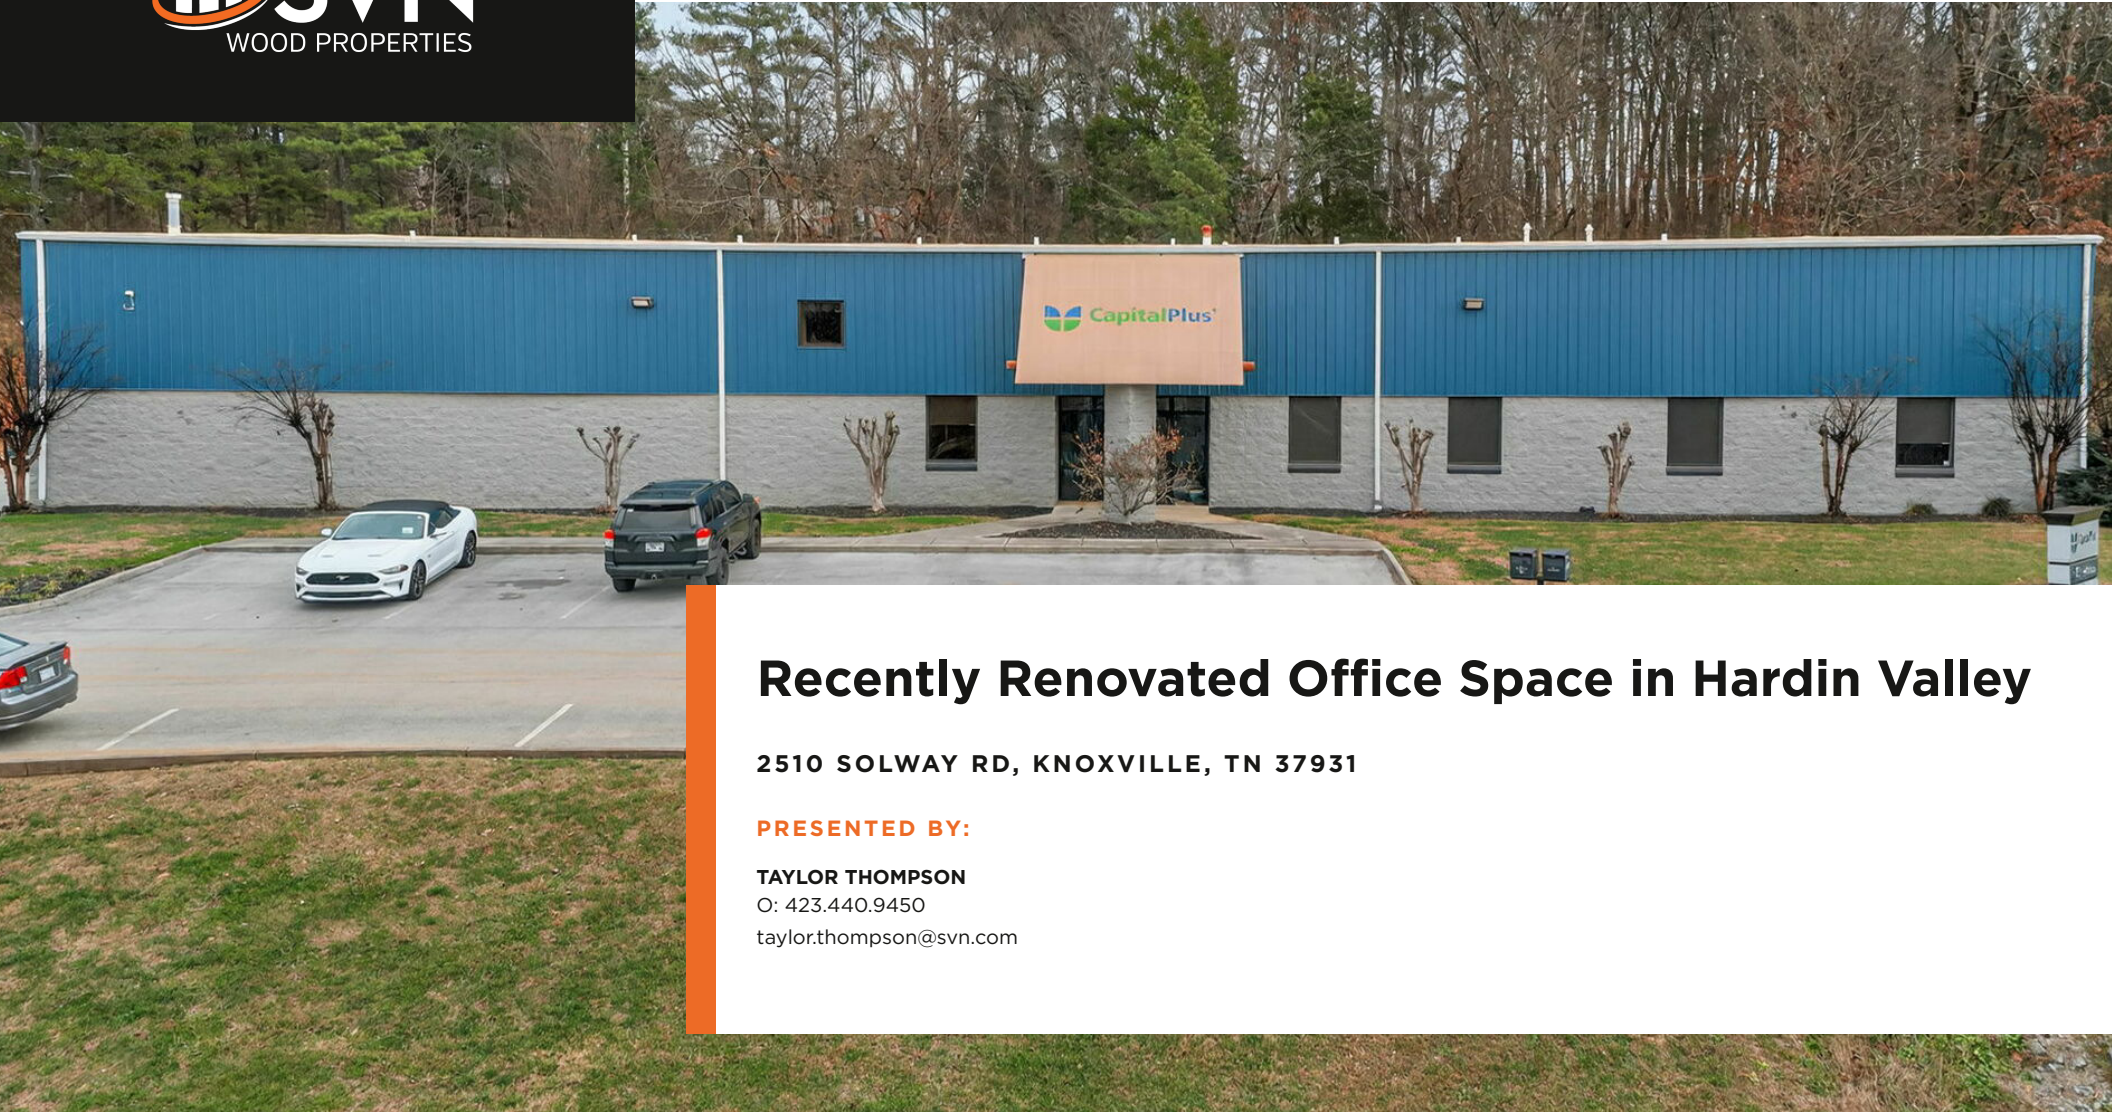 SVN
WOOD PROPERTIES
CapitalPlus
Recently Renovated Office Space in Hardin Valley
2510 SOLWAY RD, KNOXVILLE, TN 37931
PRESENTED BY:
TAYLOR THOMPSON
O: 423.440.9450
taylor.thompson@svn.com